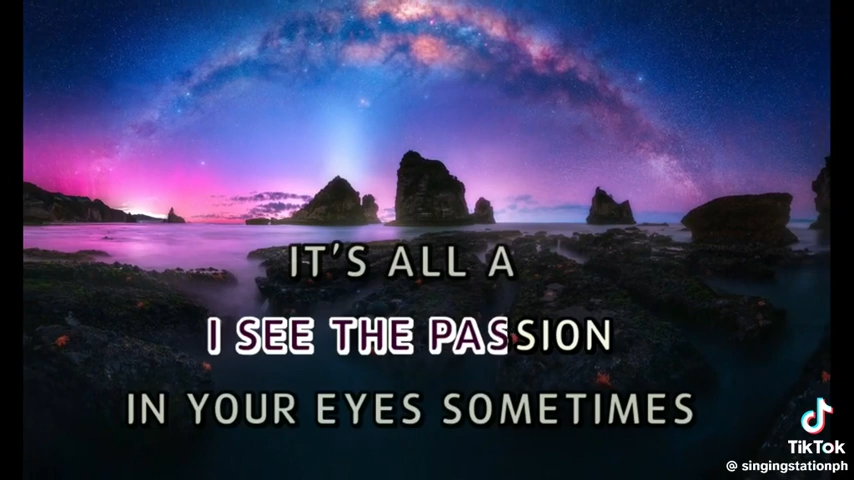 IT'S ALL A
I SEE THE PASSION
IN YOUR EYES SOMETIMES
TikTok
@ singingstationph